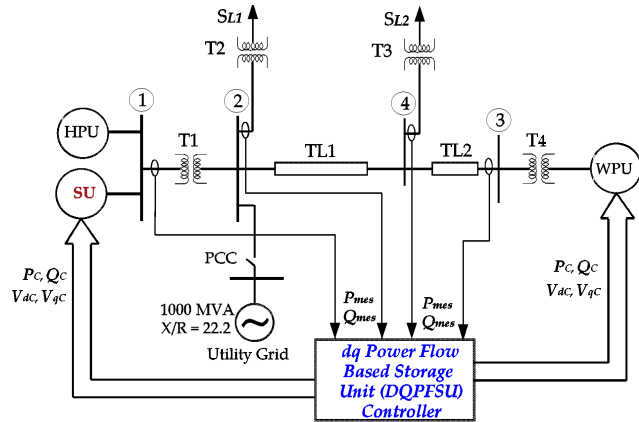 SL1
SL2
T2
T3
1
2
4
3
HPU
T1
TL1
TL2
T4
SU
WPU
PCC
PC, QC
VdC, VqC
PC, QC
VdC, VqC
1000 MVA
X/R = 22.2
Utility Grid
Pmes
Qmes
Pmes
Qmes
dq Power Flow
Based Storage
Unit (DQPFSU)
Controller